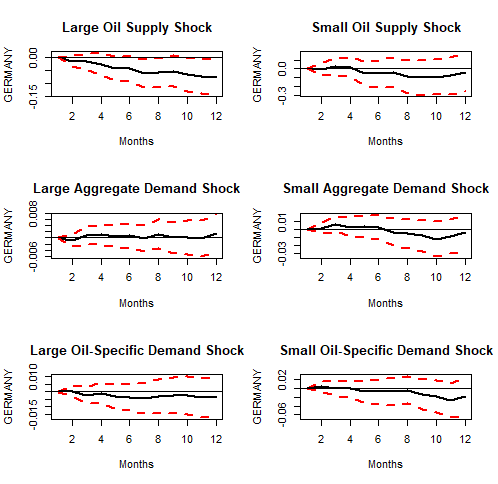 Large Oil Supply Shock
GERMANY
0.00
-0.15
2 4 6 8 10 12
Months
Small Oil Supply Shock
GERMANY
0.0
-0.3
2 4 6 8 10 12
Months
Large Aggregate Demand Shock
GERMANY
0.008
-0.006
2 4 6 8 10 12
Months
Small Aggregate Demand Shock
GERMANY
0.01
-0.03
2 4 6 8 10 12
Months
Large Oil-Specific Demand Shock
GERMANY
0.010
-0.015
2 4 6 8 10 12
Months
Small Oil-Specific Demand Shock
GERMANY
0.02
-0.06
2 4 6 8 10 12
Months